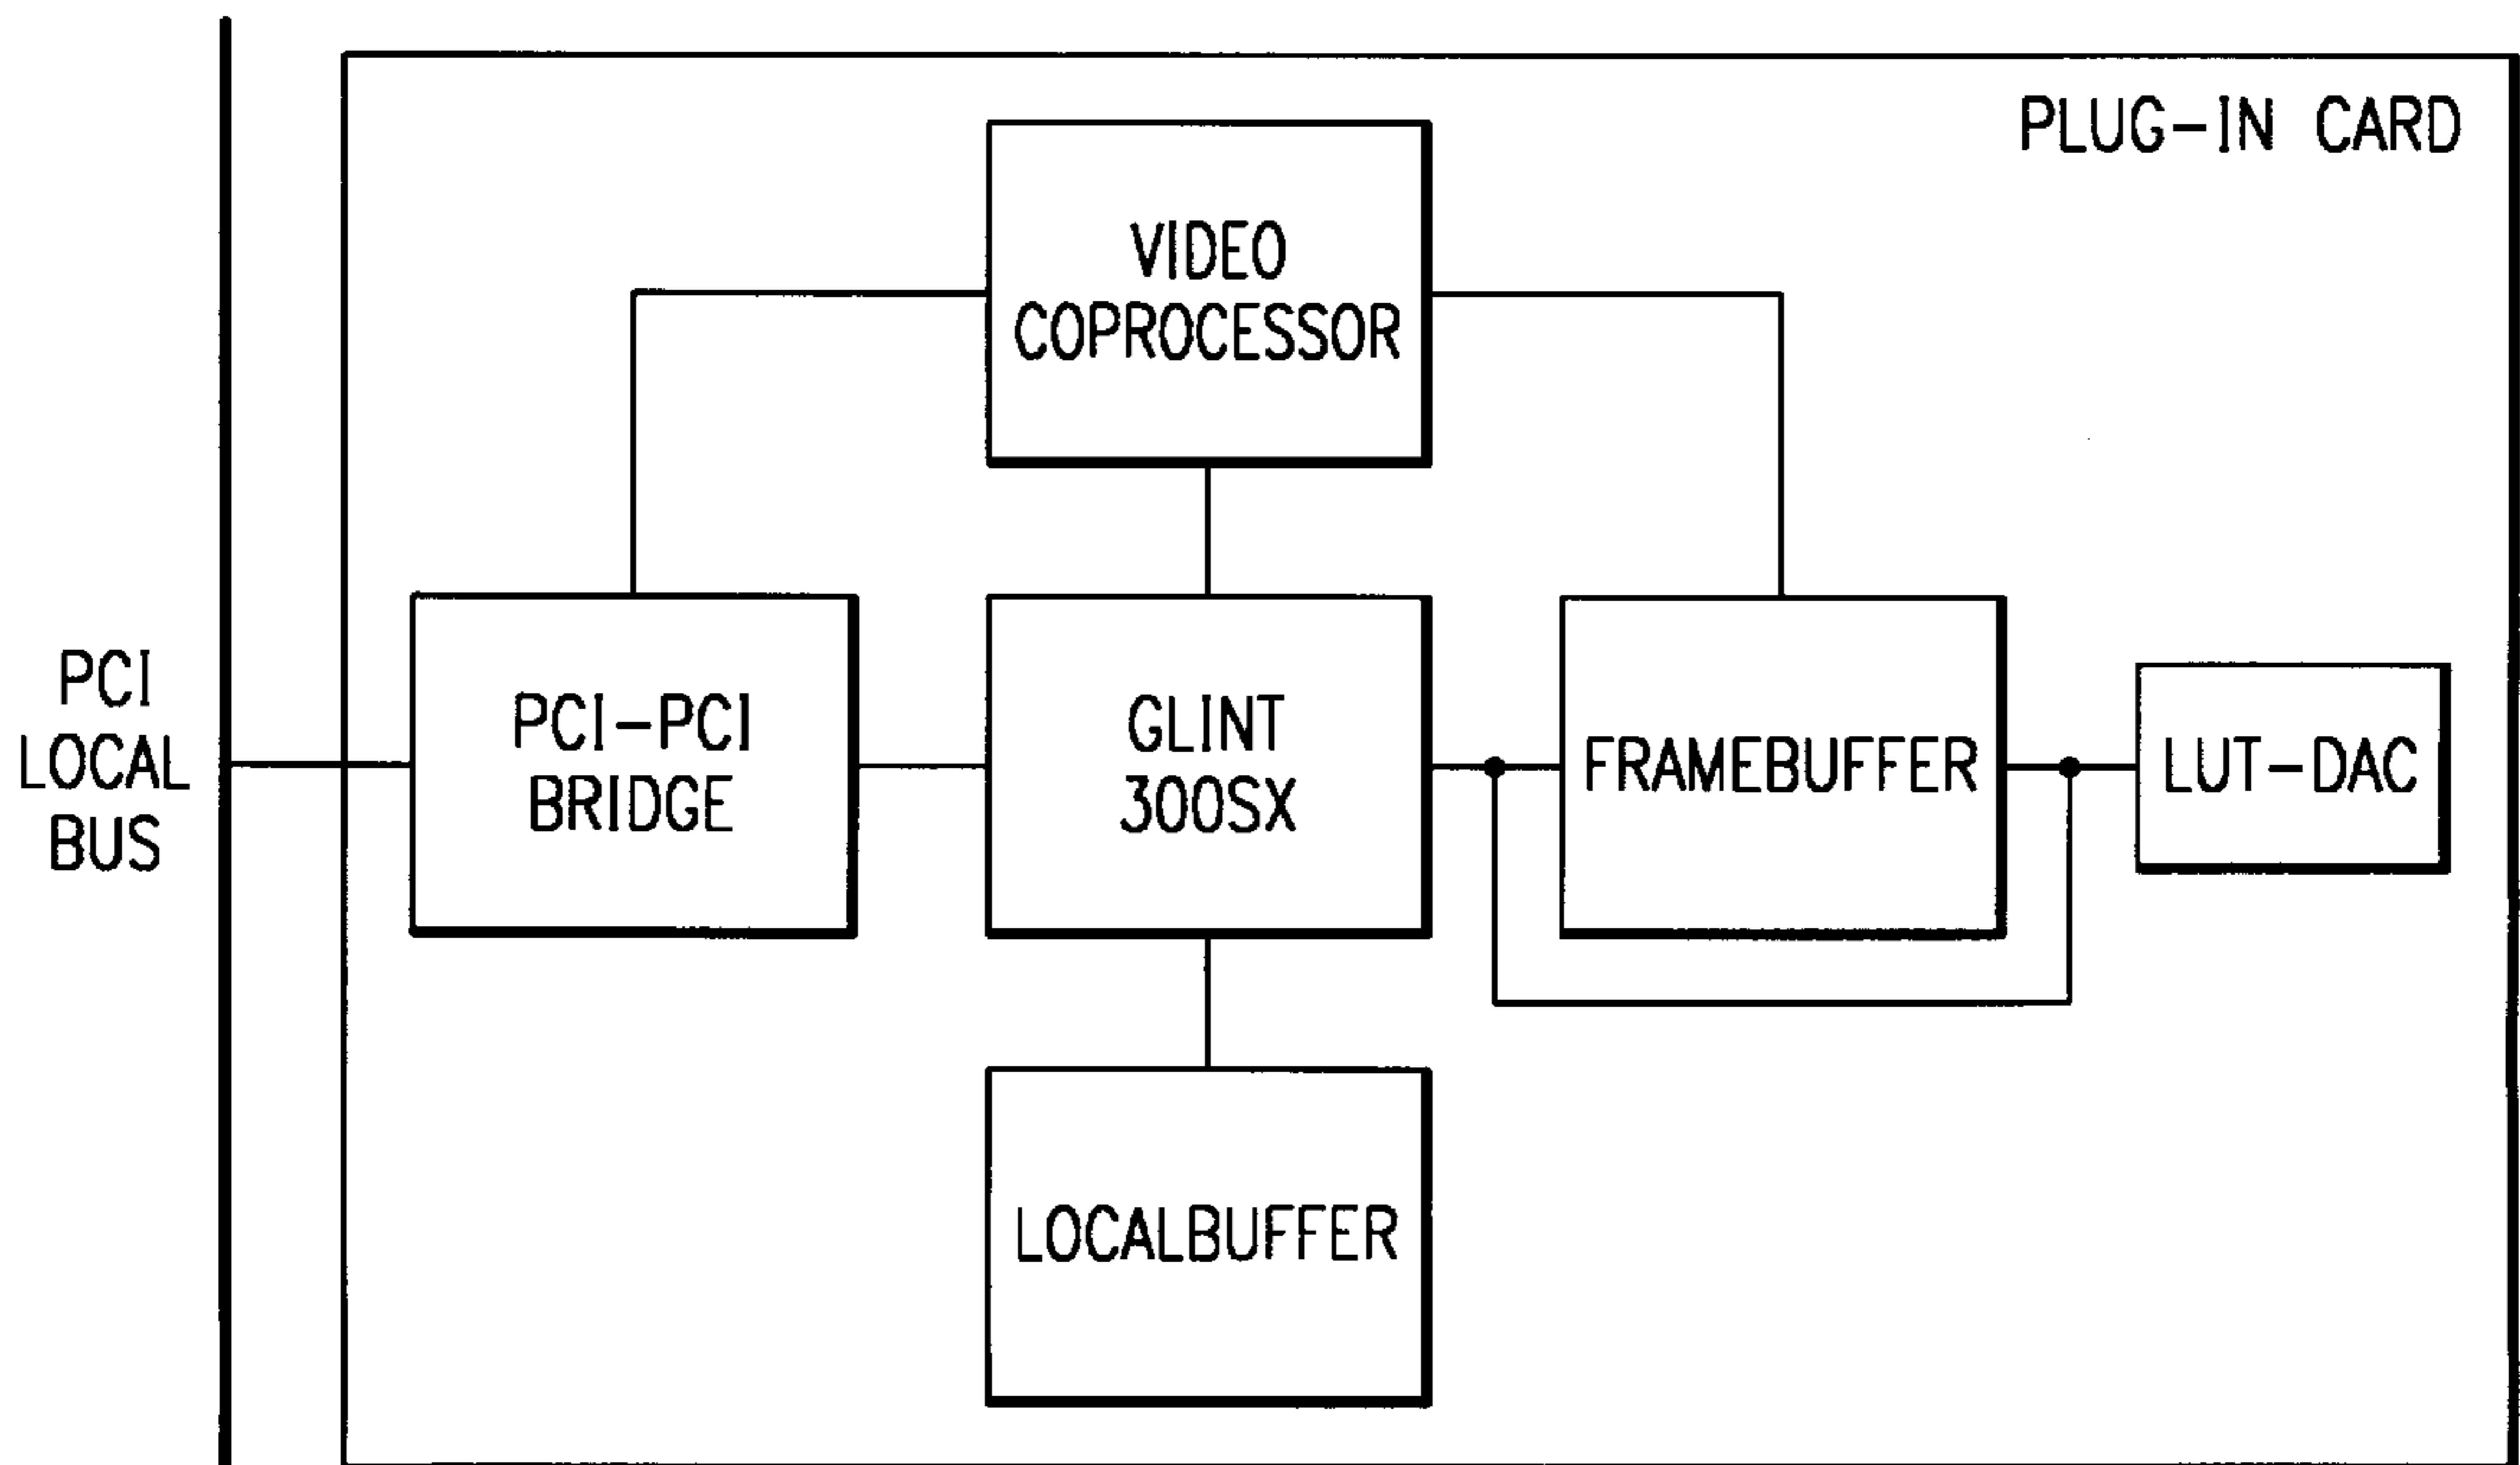 PLUG-IN CARD
VIDEO
COPROCESSOR
PCI
LOCAL
BUS
PCI-PCI
BRIDGE
GLINT
300SX
FRAMEBUFFER
LUT-DAC
LOCALBUFFER